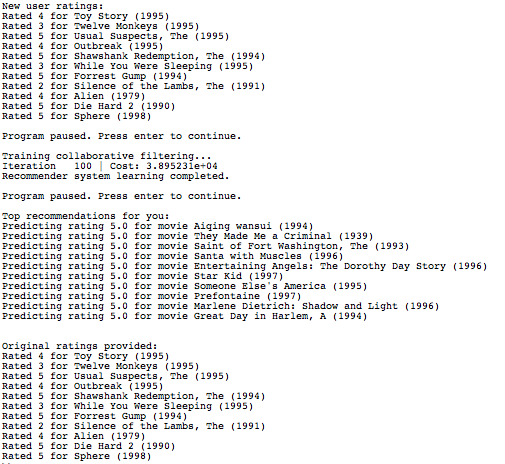 New user ratings:
Rated 4 for Toy Story (1995)
Rated 3 for Twelve Monkeys (1995)
Rated 5 for Usual Suspects, The (1995)
Rated 4 for Outbreak (1995)
Rated 5 for Shawshank Redemption, The (1994)
Rated 3 for While You Were Sleeping (1995)
Rated 5 for Forrest Gump (1994)
Rated 2 for Silence of the Lambs, The (1991)
Rated 4 for Alien (1979)
Rated 5 for Die Hard 2 (1990)
Rated 5 for Sphere (1998)
Program paused. Press enter to continue.
Training collaborative filtering...
Iteration   100 | Cost: 3.895231e+04
Recommender system learning completed.
Program paused. Press enter to continue.
Top recommendations for you:
Predicting rating 5.0 for movie Aiqing wansui (1994)
Predicting rating 5.0 for movie They Made Me a Criminal (1939)
Predicting rating 5.0 for movie Saint of Fort Washington, The (1993)
Predicting rating 5.0 for movie Santa with Muscles (1996)
Predicting rating 5.0 for movie Entertaining Angels: The Dorothy Day Story (1996)
Predicting rating 5.0 for movie Star Kid (1997)
Predicting rating 5.0 for movie Someone Else's America (1995)
Predicting rating 5.0 for movie Prefontaine (1997)
Predicting rating 5.0 for movie Marlene Dietrich: Shadow and Light (1996)
Predicting rating 5.0 for movie Great Day in Harlem, A (1994)
Original ratings provided:
Rated 4 for Toy Story (1995)
Rated 3 for Twelve Monkeys (1995)
Rated 5 for Usual Suspects, The (1995)
Rated 4 for Outbreak (1995)
Rated 5 for Shawshank Redemption, The (1994)
Rated 3 for While You Were Sleeping (1995)
Rated 5 for Forrest Gump (1994)
Rated 2 for Silence of the Lambs, The (1991)
Rated 4 for Alien (1979)
Rated 5 for Die Hard 2 (1990)
Rated 5 for Sphere (1998)